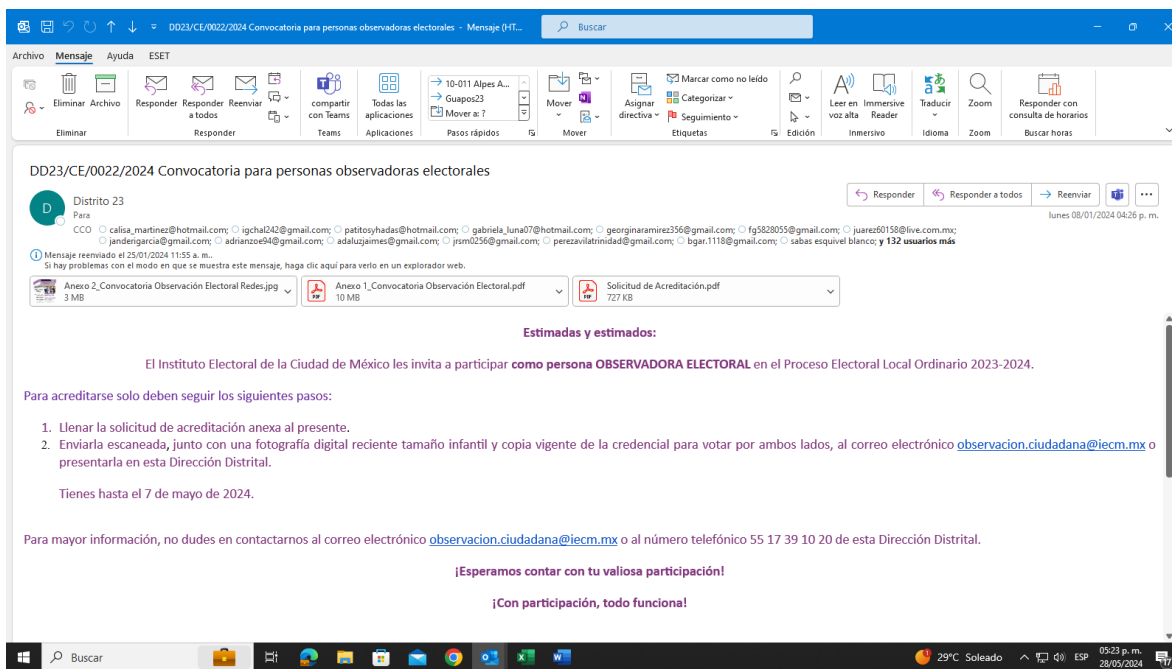 DD23/CE/0022/2024 Convocatoria para personas observadoras electorales - Mensaje (HT...
Buscar
Archivo Mensaje Ayuda ESET
Eliminar Archivo
Responder Responder a todos Reenviar
compartir con Teams
Todas las aplicaciones
→ 10-011 Alpes A...
→ Guapos23
Mover a: ?
Mover
Asignar directiva
Marcar como no leído
Categorizar
Seguimiento
Leer en voz alta
Immersive Reader
Traducir
Zoom
Responder con consulta de horarios
Eliminar Responder Teams Aplicaciones Pasos rápidos Mover Etiquetas Edición Inmersivo Idioma Zoom Buscar horas
DD23/CE/0022/2024 Convocatoria para personas observadoras electorales
D
Distrito 23
Responder Responder a todos Reenviar
Para
lunes 08/01/2024 04:26 p. m.
CCO calisa_martinez@hotmail.com; igchal242@gmail.com; patitosyhadas@hotmail.com; gabriela_luna07@hotmail.com; georginaramirez356@gmail.com; fg5828055@gmail.com; juarez60158@live.com.mx;
janderigarcia@gmail.com; adrianzoe94@gmail.com; adaluzjaimes@gmail.com; jrsm0256@gmail.com; perezavilatrinidad@gmail.com; bgar.1118@gmail.com; sabas esquivel blanco; y 132 usuarios más
Mensaje reenviado el 25/01/2024 11:55 a. m..
Si hay problemas con el modo en que se muestra este mensaje, haga clic aquí para verlo en un explorador web.
Anexo 2_Convocatoria Observación Electoral Redes.jpg
3 MB
PDF
Anexo 1_Convocatoria Observación Electoral.pdf
10 MB
PDF
Solicitud de Acreditación.pdf
727 KB
Estimadas y estimados:
El Instituto Electoral de la Ciudad de México les invita a participar como persona OBSERVADORA ELECTORAL en el Proceso Electoral Local Ordinario 2023-2024.
Para acreditarse solo deben seguir los siguientes pasos:
1. Llenar la solicitud de acreditación anexa al presente.
2. Enviarla escaneada, junto con una fotografía digital reciente tamaño infantil y copia vigente de la credencial para votar por ambos lados, al correo electrónico observacion.ciudadana@iecm.mx o
presentarla en esta Dirección Distrital.
Tienes hasta el 7 de mayo de 2024.
Para mayor información, no dudes en contactarnos al correo electrónico observacion.ciudadana@iecm.mx o al número telefónico 55 17 39 10 20 de esta Dirección Distrital.
¡Esperamos contar con tu valiosa participación!
¡Con participación, todo funciona!
Buscar
29°C Soleado
ESP
05:23 p. m.
28/05/2024